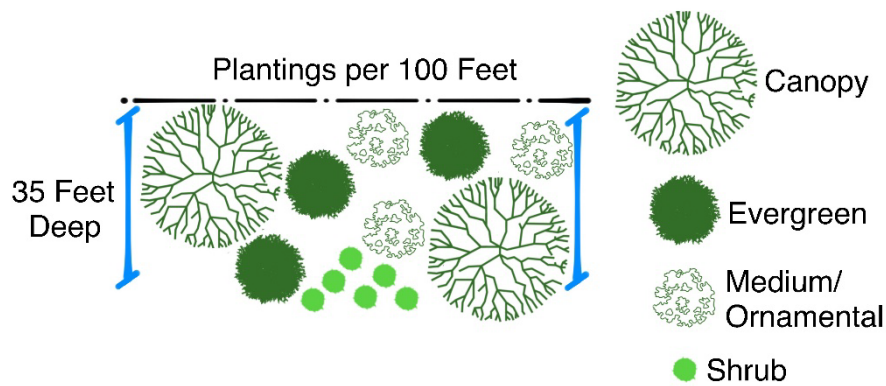 Plantings per 100 Feet
35 Feet
Deep
Canopy
Evergreen
Medium/
Ornamental
Shrub